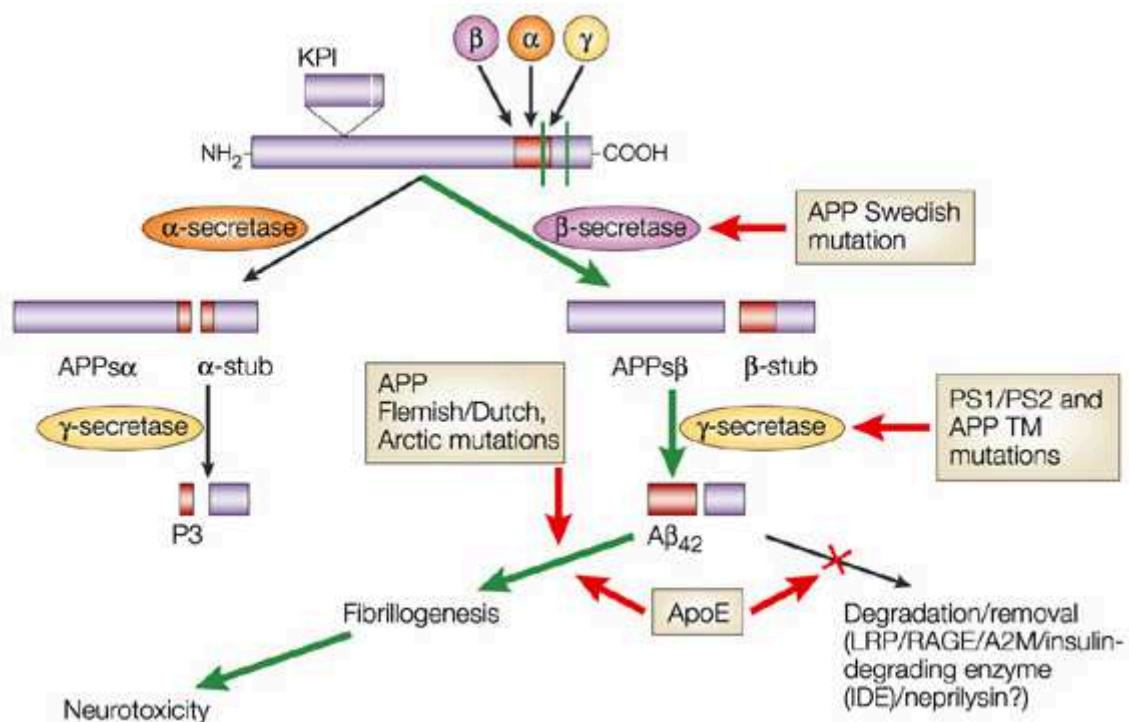 β α γ
KPI
NH₂
COOH
α-secretase
β-secretase
APP Swedish
mutation
APPsα
α-stub
APPsβ
β-stub
γ-secretase
APP
Flemish/Dutch,
Arctic mutations
γ-secretase
PS1/PS2 and
APP TM
mutations
P3
Aβ₄₂
Fibrillogenesis
ApoE
Degradation/removal
(LRP/RAGE/A2M/insulin-
degrading enzyme
(IDE)/neprilysin?)
Neurotoxicity